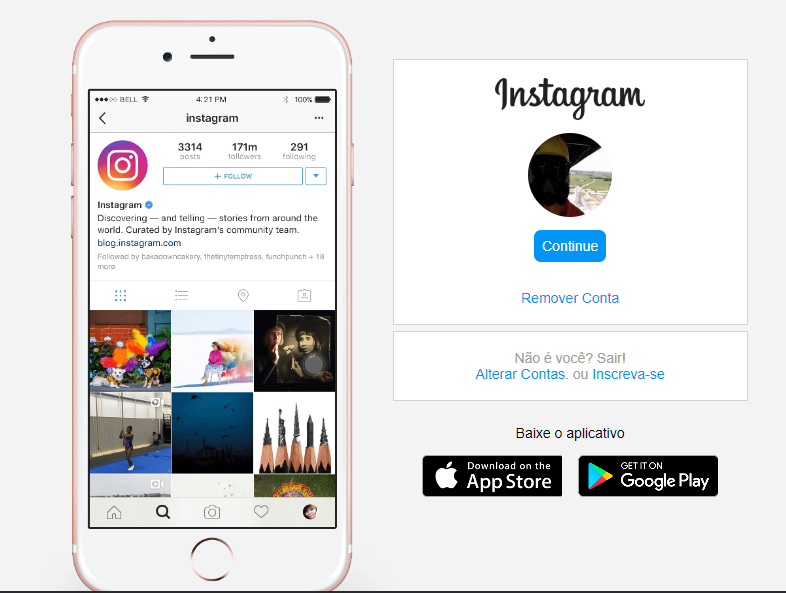 BELL 4:21 PM 100%
instagram
3314 171m 291
posts followers following
+ FOLLOW
Instagram
Discovering — and telling — stories from around the
world. Curated by Instagram's community team.
blog.instagram.com
Followed by bakedowncakery, thetinytemptress, funchpunch + 18
more
Instagram
Continue
Remover Conta
Não é você? Sair!
Alterar Contas. ou Inscreva-se
Baixe o aplicativo
Download on the
App Store
GET IT ON
Google Play